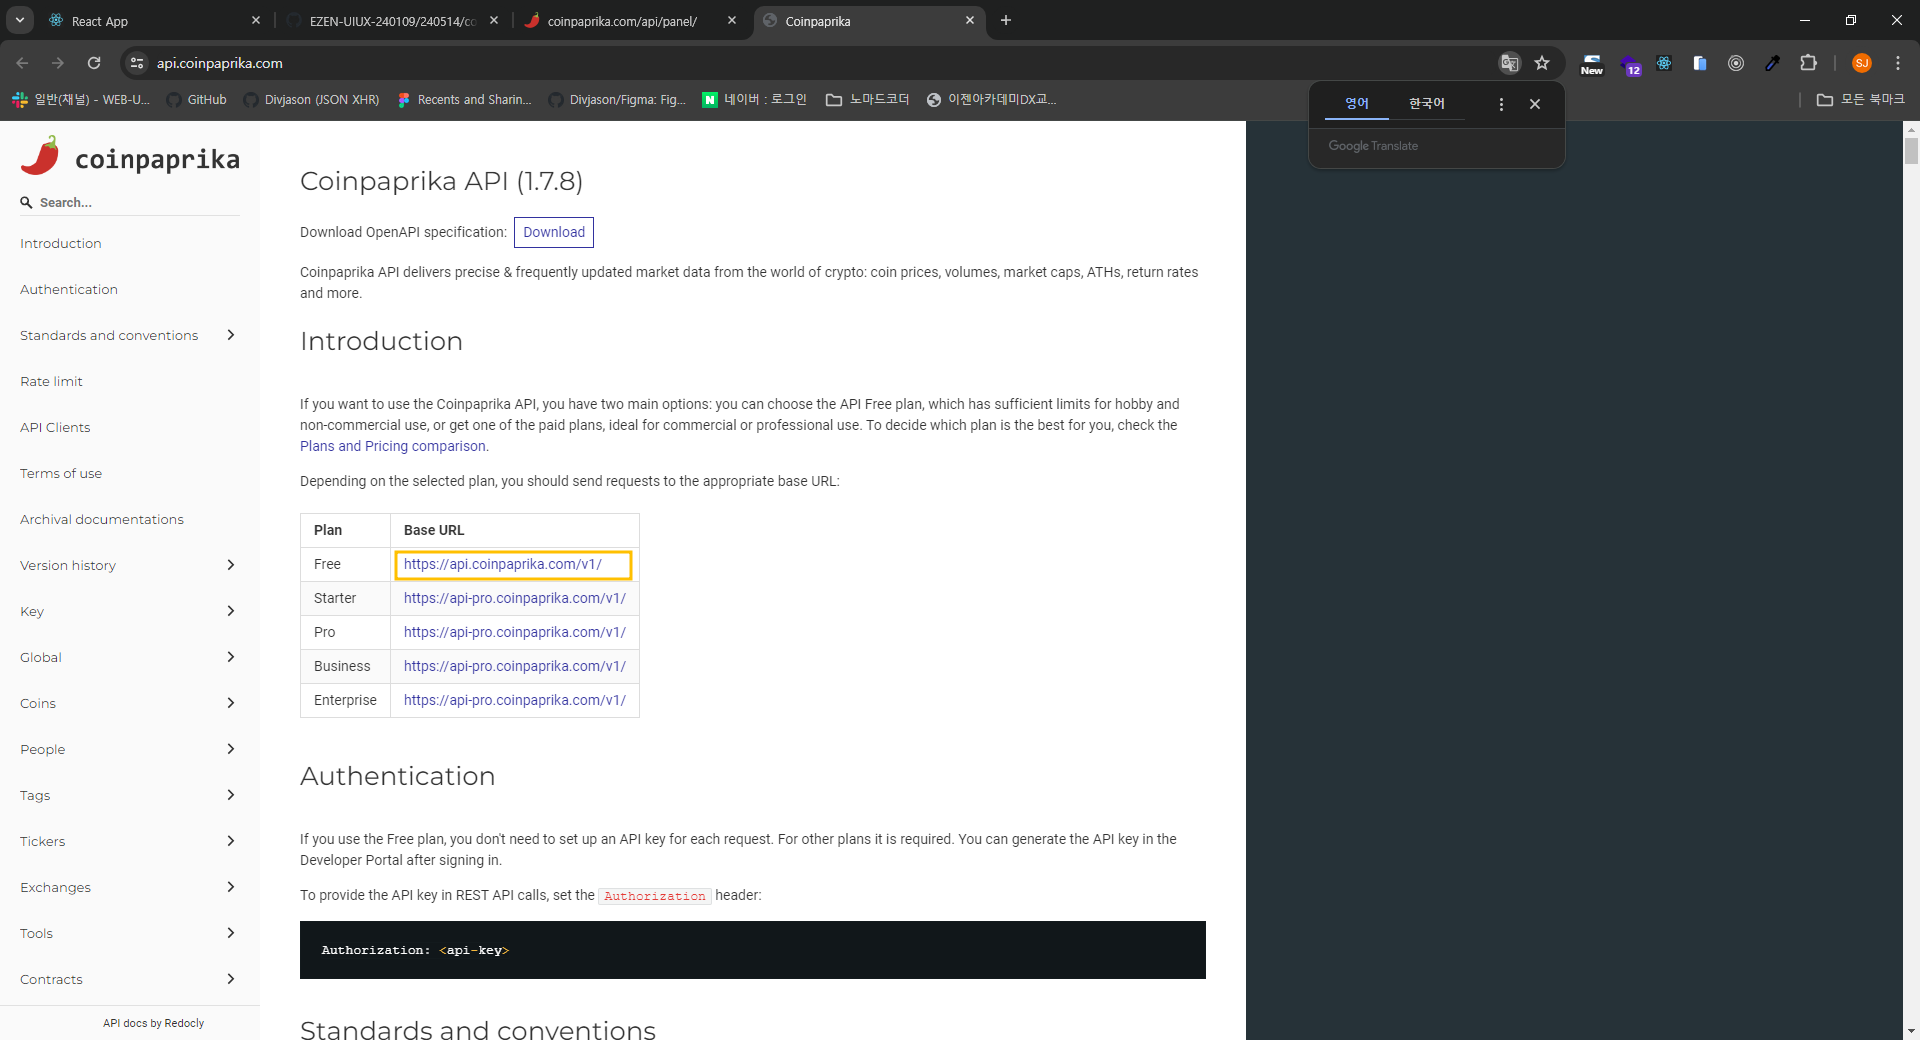 React App
EZEN-UIUX-240109/240514/co
coinpaprika.com/api/panel/
Coinpaprika
api.coinpaprika.com
New
12
SJ
일반(채널) - WEB-U...
GitHub
Divjason (JSON XHR)
Recents and Sharin...
Divjason/Figma: Fig...
N
네이버 : 로그인
노마드코더
이젠아카데미DX교...
모든 북마크
영어
한국어
Google Translate
coinpaprika
Search...
Introduction
Authentication
Standards and conventions
Rate limit
API Clients
Terms of use
Archival documentations
Version history
Key
Global
Coins
People
Tags
Tickers
Exchanges
Tools
Contracts
API docs by Redocly
Coinpaprika API (1.7.8)
Download OpenAPI specification: Download
Coinpaprika API delivers precise & frequently updated market data from the world of crypto: coin prices, volumes, market caps, ATHs, return rates
and more.
Introduction
If you want to use the Coinpaprika API, you have two main options: you can choose the API Free plan, which has sufficient limits for hobby and
non-commercial use, or get one of the paid plans, ideal for commercial or professional use. To decide which plan is the best for you, check the
Plans and Pricing comparison.
Depending on the selected plan, you should send requests to the appropriate base URL:
Plan Base URL
Free https://api.coinpaprika.com/v1/
Starter https://api-pro.coinpaprika.com/v1/
Pro https://api-pro.coinpaprika.com/v1/
Business https://api-pro.coinpaprika.com/v1/
Enterprise https://api-pro.coinpaprika.com/v1/
Authentication
If you use the Free plan, you don't need to set up an API key for each request. For other plans it is required. You can generate the API key in the
Developer Portal after signing in.
To provide the API key in REST API calls, set the Authorization header:
Authorization: <api-key>
Standards and conventions